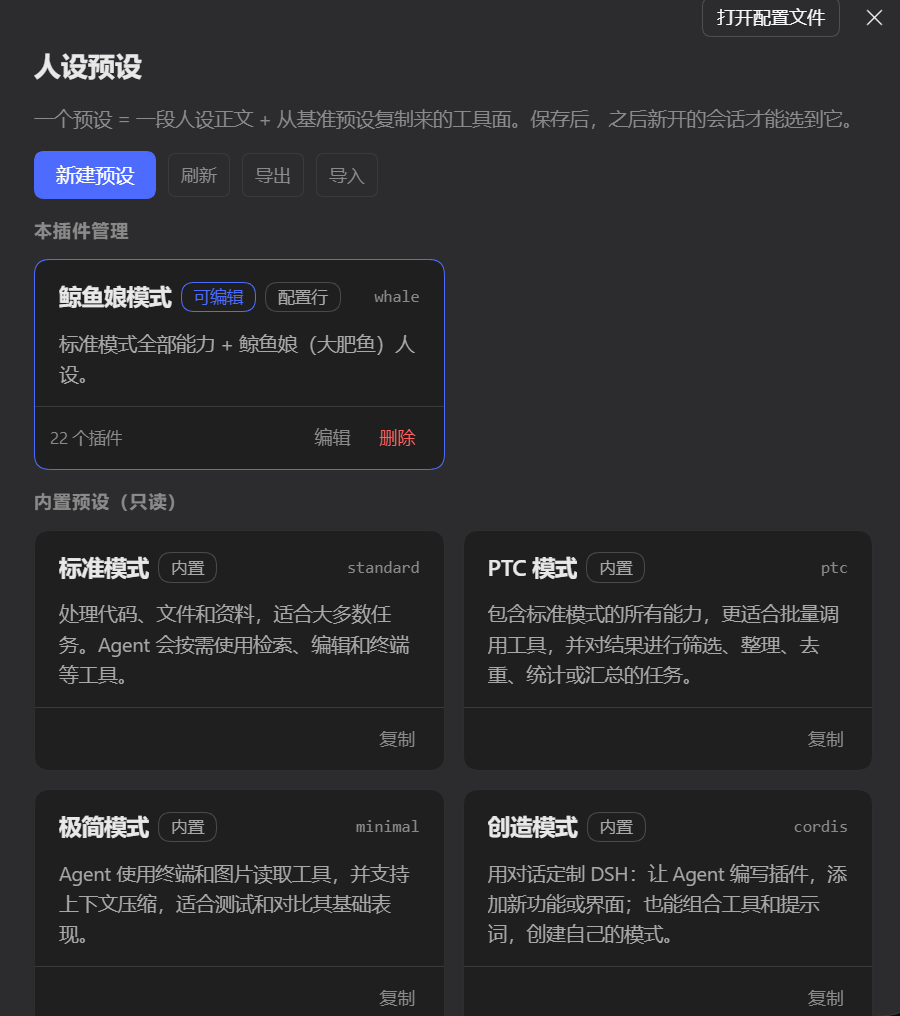 打开配置文件
人设预设
一个预设 = 一段人设正文 + 从基准预设复制来的工具面。保存后，之后新开的会话才能选到它。
新建预设 刷新 导出 导入
本插件管理
鲸鱼娘模式 可编辑 配置行 whale
标准模式全部能力 + 鲸鱼娘（大肥鱼）人
设。
22 个插件 编辑 删除
内置预设（只读）
标准模式 内置 standard
处理代码、文件和资料，适合大多数任
务。Agent 会按需使用检索、编辑和终端
等工具。
复制
PTC 模式 内置 ptc
包含标准模式的所有能力，更适合批量调
用工具，并对结果进行筛选、整理、去
重、统计或汇总的任务。
复制
极简模式 内置 minimal
Agent 使用终端和图片读取工具，并支持
上下文压缩，适合测试和对比其基础表
现。
复制
创造模式 内置 cordis
用对话定制 DSH：让 Agent 编写插件，添
加新功能或界面；也能组合工具和提示
词，创建自己的模式。
复制